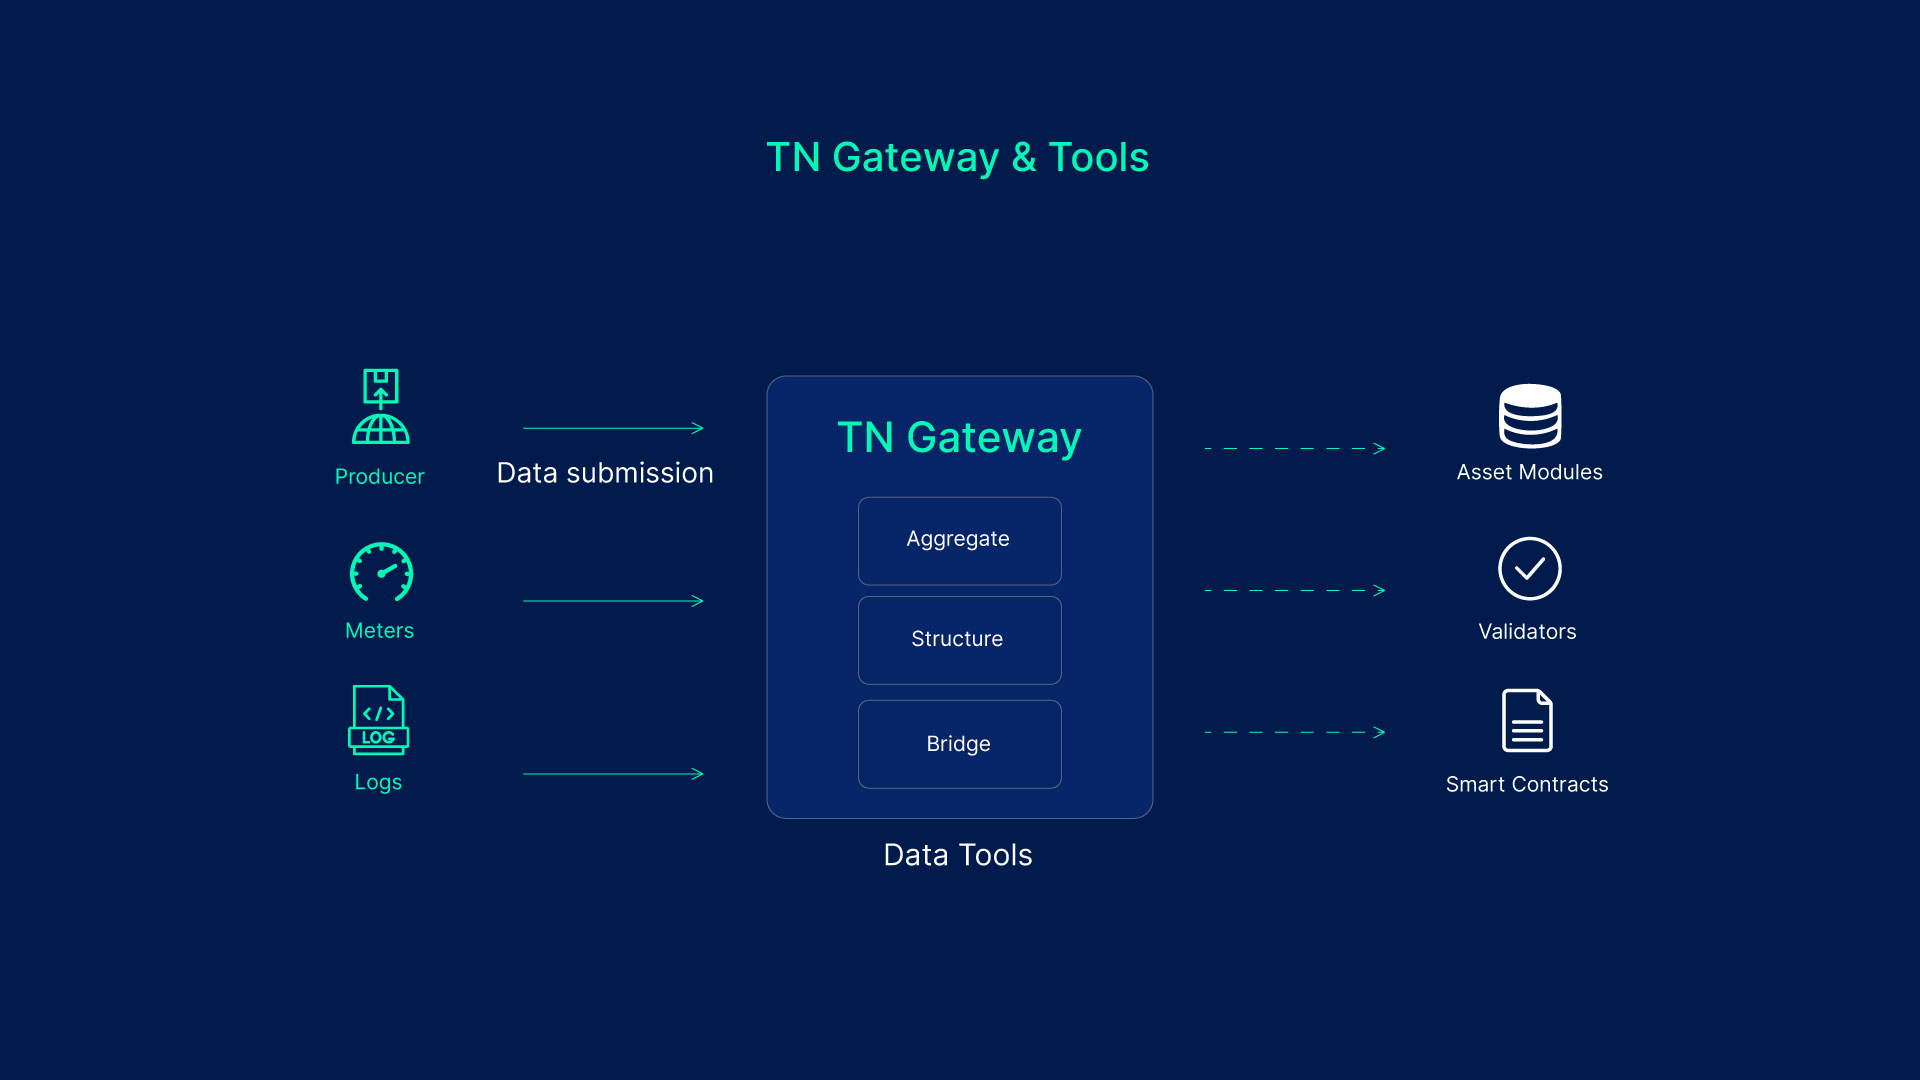 TN Gateway & Tools
Producer
Data submission
Meters
LOG
Logs
TN Gateway
Aggregate
Structure
Bridge
Data Tools
Asset Modules
Validators
Smart Contracts